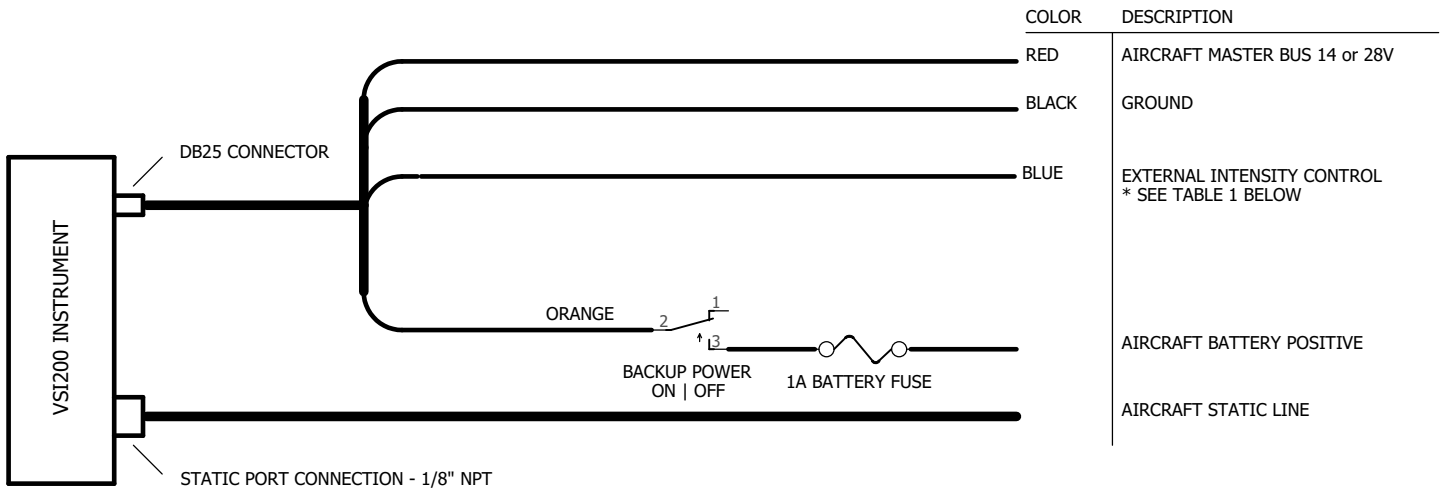 COLOR DESCRIPTION
RED AIRCRAFT MASTER BUS 14 or 28V
BLACK GROUND
DB25 CONNECTOR
BLUE EXTERNAL INTENSITY CONTROL
* SEE TABLE 1 BELOW
VSI200 INSTRUMENT
ORANGE
1
2
3
BACKUP POWER
ON | OFF
1A BATTERY FUSE
AIRCRAFT BATTERY POSITIVE
AIRCRAFT STATIC LINE
STATIC PORT CONNECTION - 1/8" NPT